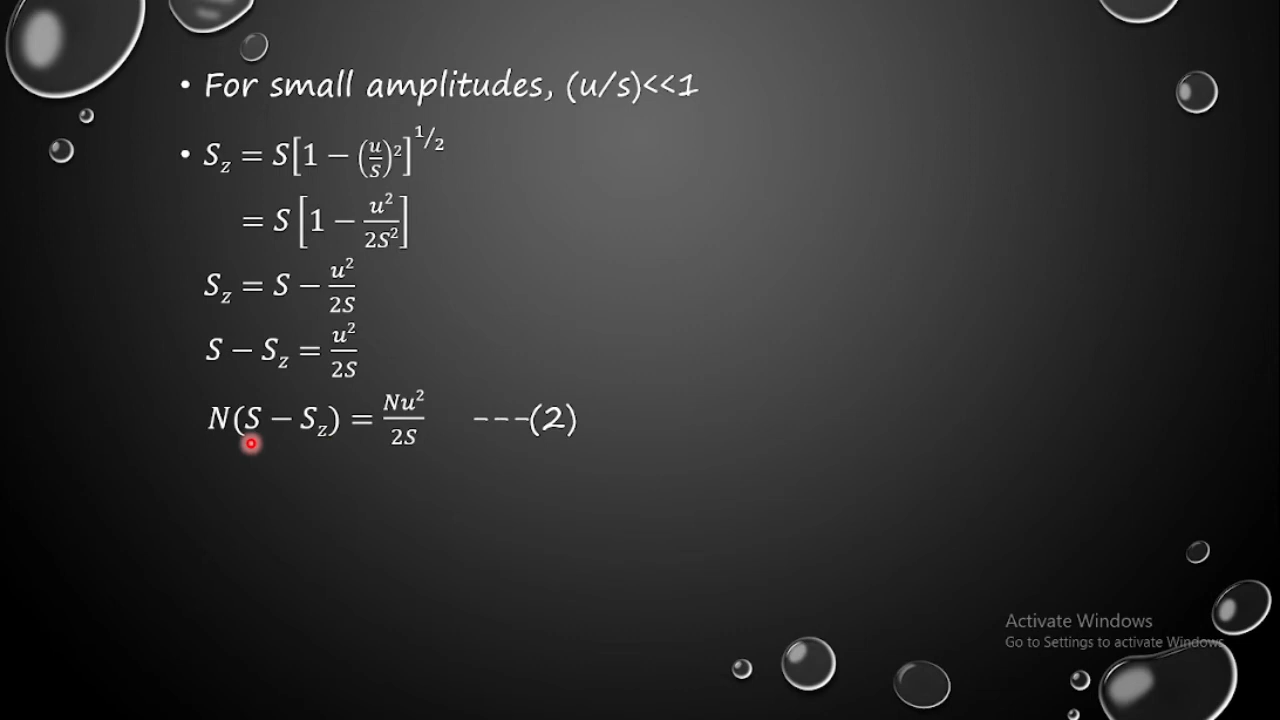 • For small amplitudes, (u/s)<<1
• S_z = S[1 − (u/S)²]^{1/2}
= S[1 − u²/2S²]
S_z = S − u²/2S
S − S_z = u²/2S
N(S − S_z) = Nu²/2S ---(2)
Activate Windows
Go to Settings to activate Windows